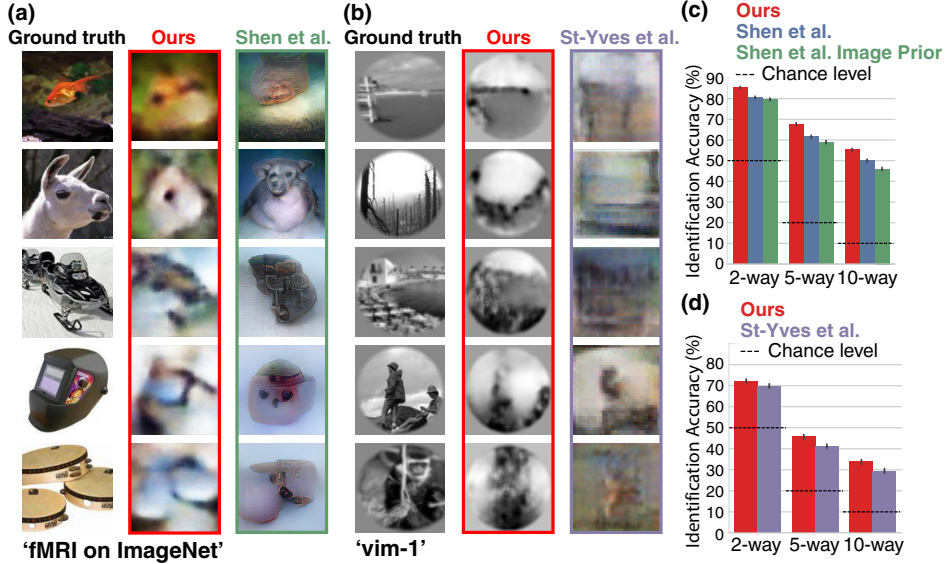 (a)
Ground truth Ours Shen et al.
'fMRI on ImageNet'
(b)
Ground truth Ours St-Yves et al.
'vim-1'
(c)
Ours
Shen et al.
Shen et al. Image Prior
Chance level
Identification Accuracy (%)
90
80
70
60
50
40
30
20
10
0
2-way 5-way 10-way
(d)
Ours
St-Yves et al.
Chance level
Identification Accuracy (%)
80
70
60
50
40
30
20
10
0
2-way 5-way 10-way